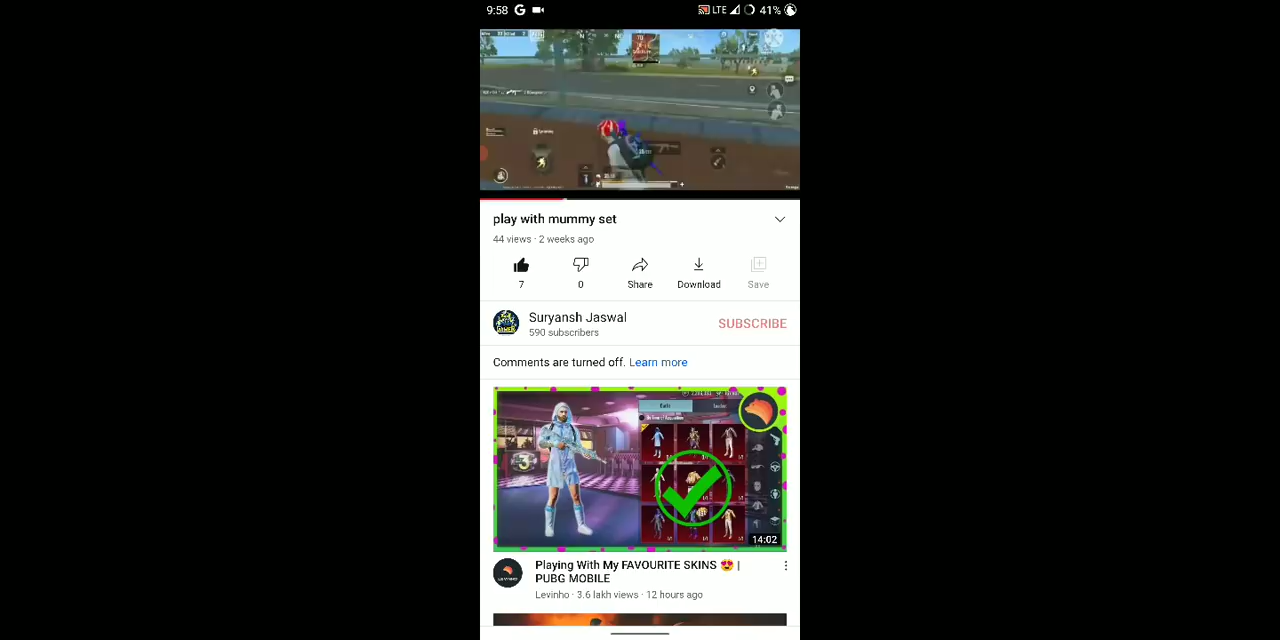 9:58 G LTE 41%
play with mummy set
44 views · 2 weeks ago
7 0 Share Download Save
Suryansh Jaswal
590 subscribers
SUBSCRIBE
Comments are turned off. Learn more
3
14:02
Playing With My FAVOURITE SKINS 😍 |
PUBG MOBILE
Levinho · 3.6 lakh views · 12 hours ago